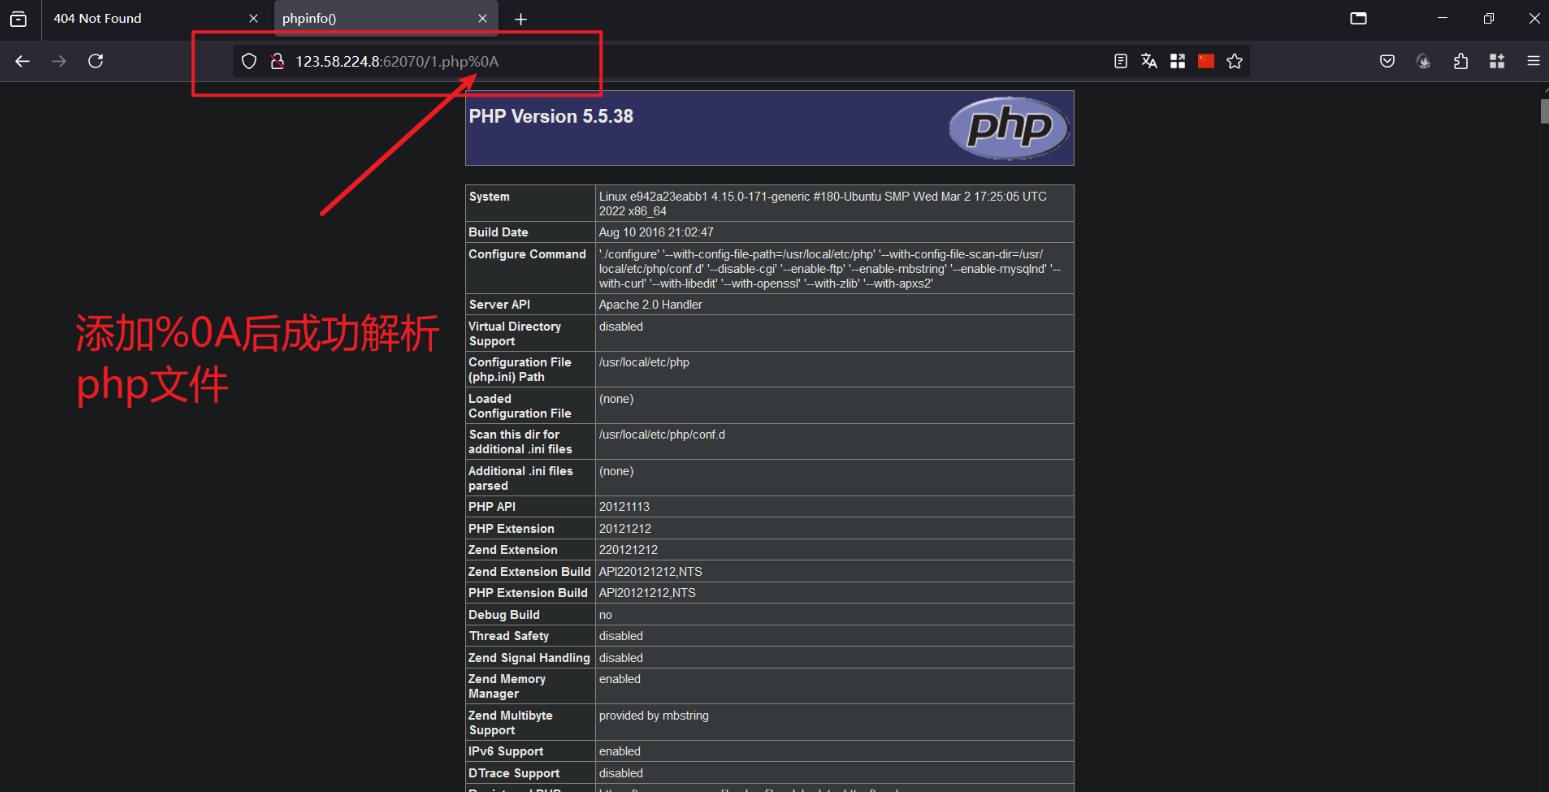 404 Not Found
phpinfo()
123.58.224.8:62070/1.php%0A
PHP Version 5.5.38
php
System
Linux e942a23eabb1 4.15.0-171-generic #180-Ubuntu SMP Wed Mar 2 17:25:05 UTC
2022 x86_64
Build Date
Aug 10 2016 21:02:47
Configure Command
'./configure' '--with-config-file-path=/usr/local/etc/php' '--with-config-file-scan-dir=/usr/
local/etc/php/conf.d' '--disable-cgi' '--enable-ftp' '--enable-mbstring' '--enable-mysqlnd' '--
with-curl' '--with-libedit' '--with-openssl' '--with-zlib' '--with-apxs2'
Server API
Apache 2.0 Handler
Virtual Directory
Support
disabled
Configuration File
(php.ini) Path
/usr/local/etc/php
Loaded
Configuration File
(none)
Scan this dir for
additional .ini files
/usr/local/etc/php/conf.d
Additional .ini files
parsed
(none)
PHP API
20121113
PHP Extension
20121212
Zend Extension
220121212
Zend Extension Build
API220121212,NTS
PHP Extension Build
API20121212,NTS
Debug Build
no
Thread Safety
disabled
Zend Signal Handling
disabled
Zend Memory
Manager
enabled
Zend Multibyte
Support
provided by mbstring
IPv6 Support
enabled
DTrace Support
disabled
添加%0A后成功解析
php文件